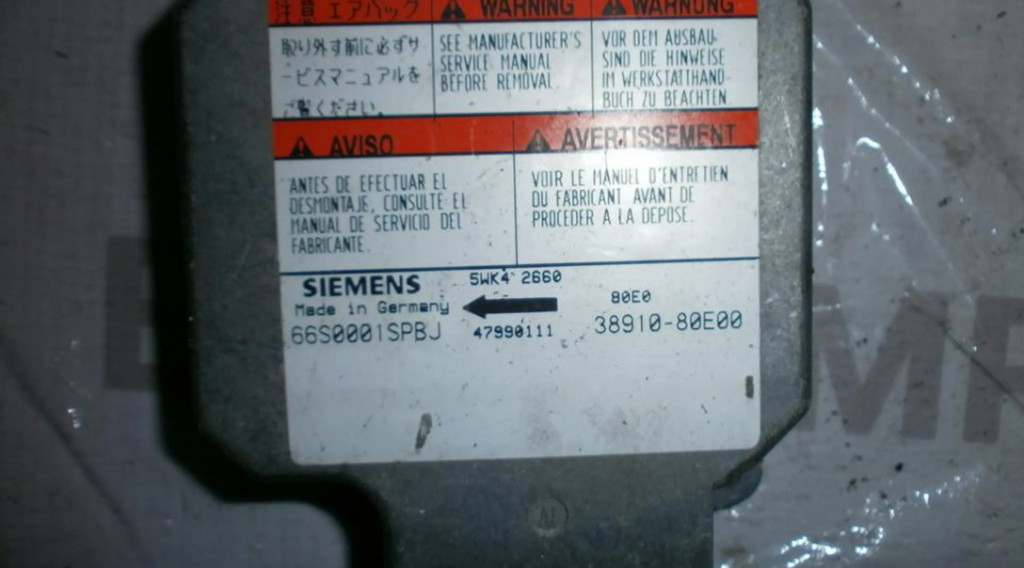 注意 エアバッグ
WARNING
WARNUNG
取り外す前に必ずサ
ービスマニュアルを
ご覧ください。
SEE MANUFACTURER'S
SERVICE MANUAL
BEFORE REMOVAL
VOR DEM AUSBAU
SIND DIE HINWEISE
IM WERKSTATTHAND-
BUCH ZU BEACHTEN
AVISO
AVERTISSEMENT
ANTES DE EFECTUAR EL
DESMONTAJE, CONSULTE EL
MANUAL DE SERVICIO DEL
FABRICANTE.
VOIR LE MANUEL D'ENTRETIEN
DU FABRICANT AVANT DE
PROCEDER A LA DEPOSE.
SIEMENS
Made in Germany
66S0001SPBJ
5WK4 2660
47990111
80E0
38910-80E00